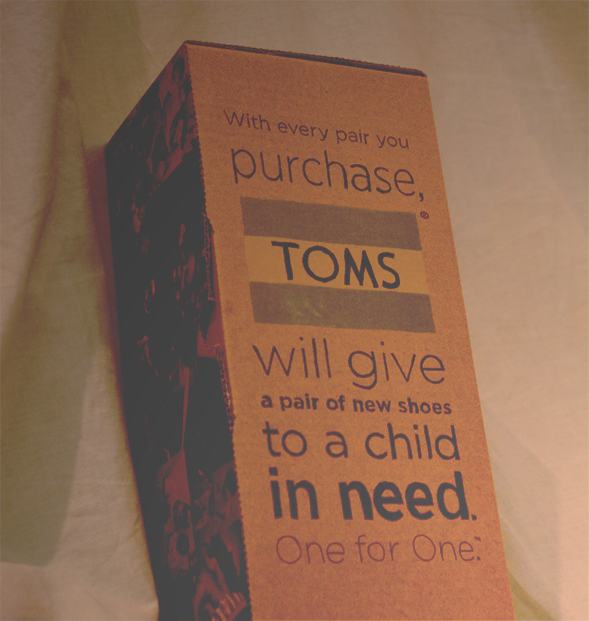 With every pair you
purchase,
TOMS®
will give
a pair of new shoes
to a child
in need.
One for One.™